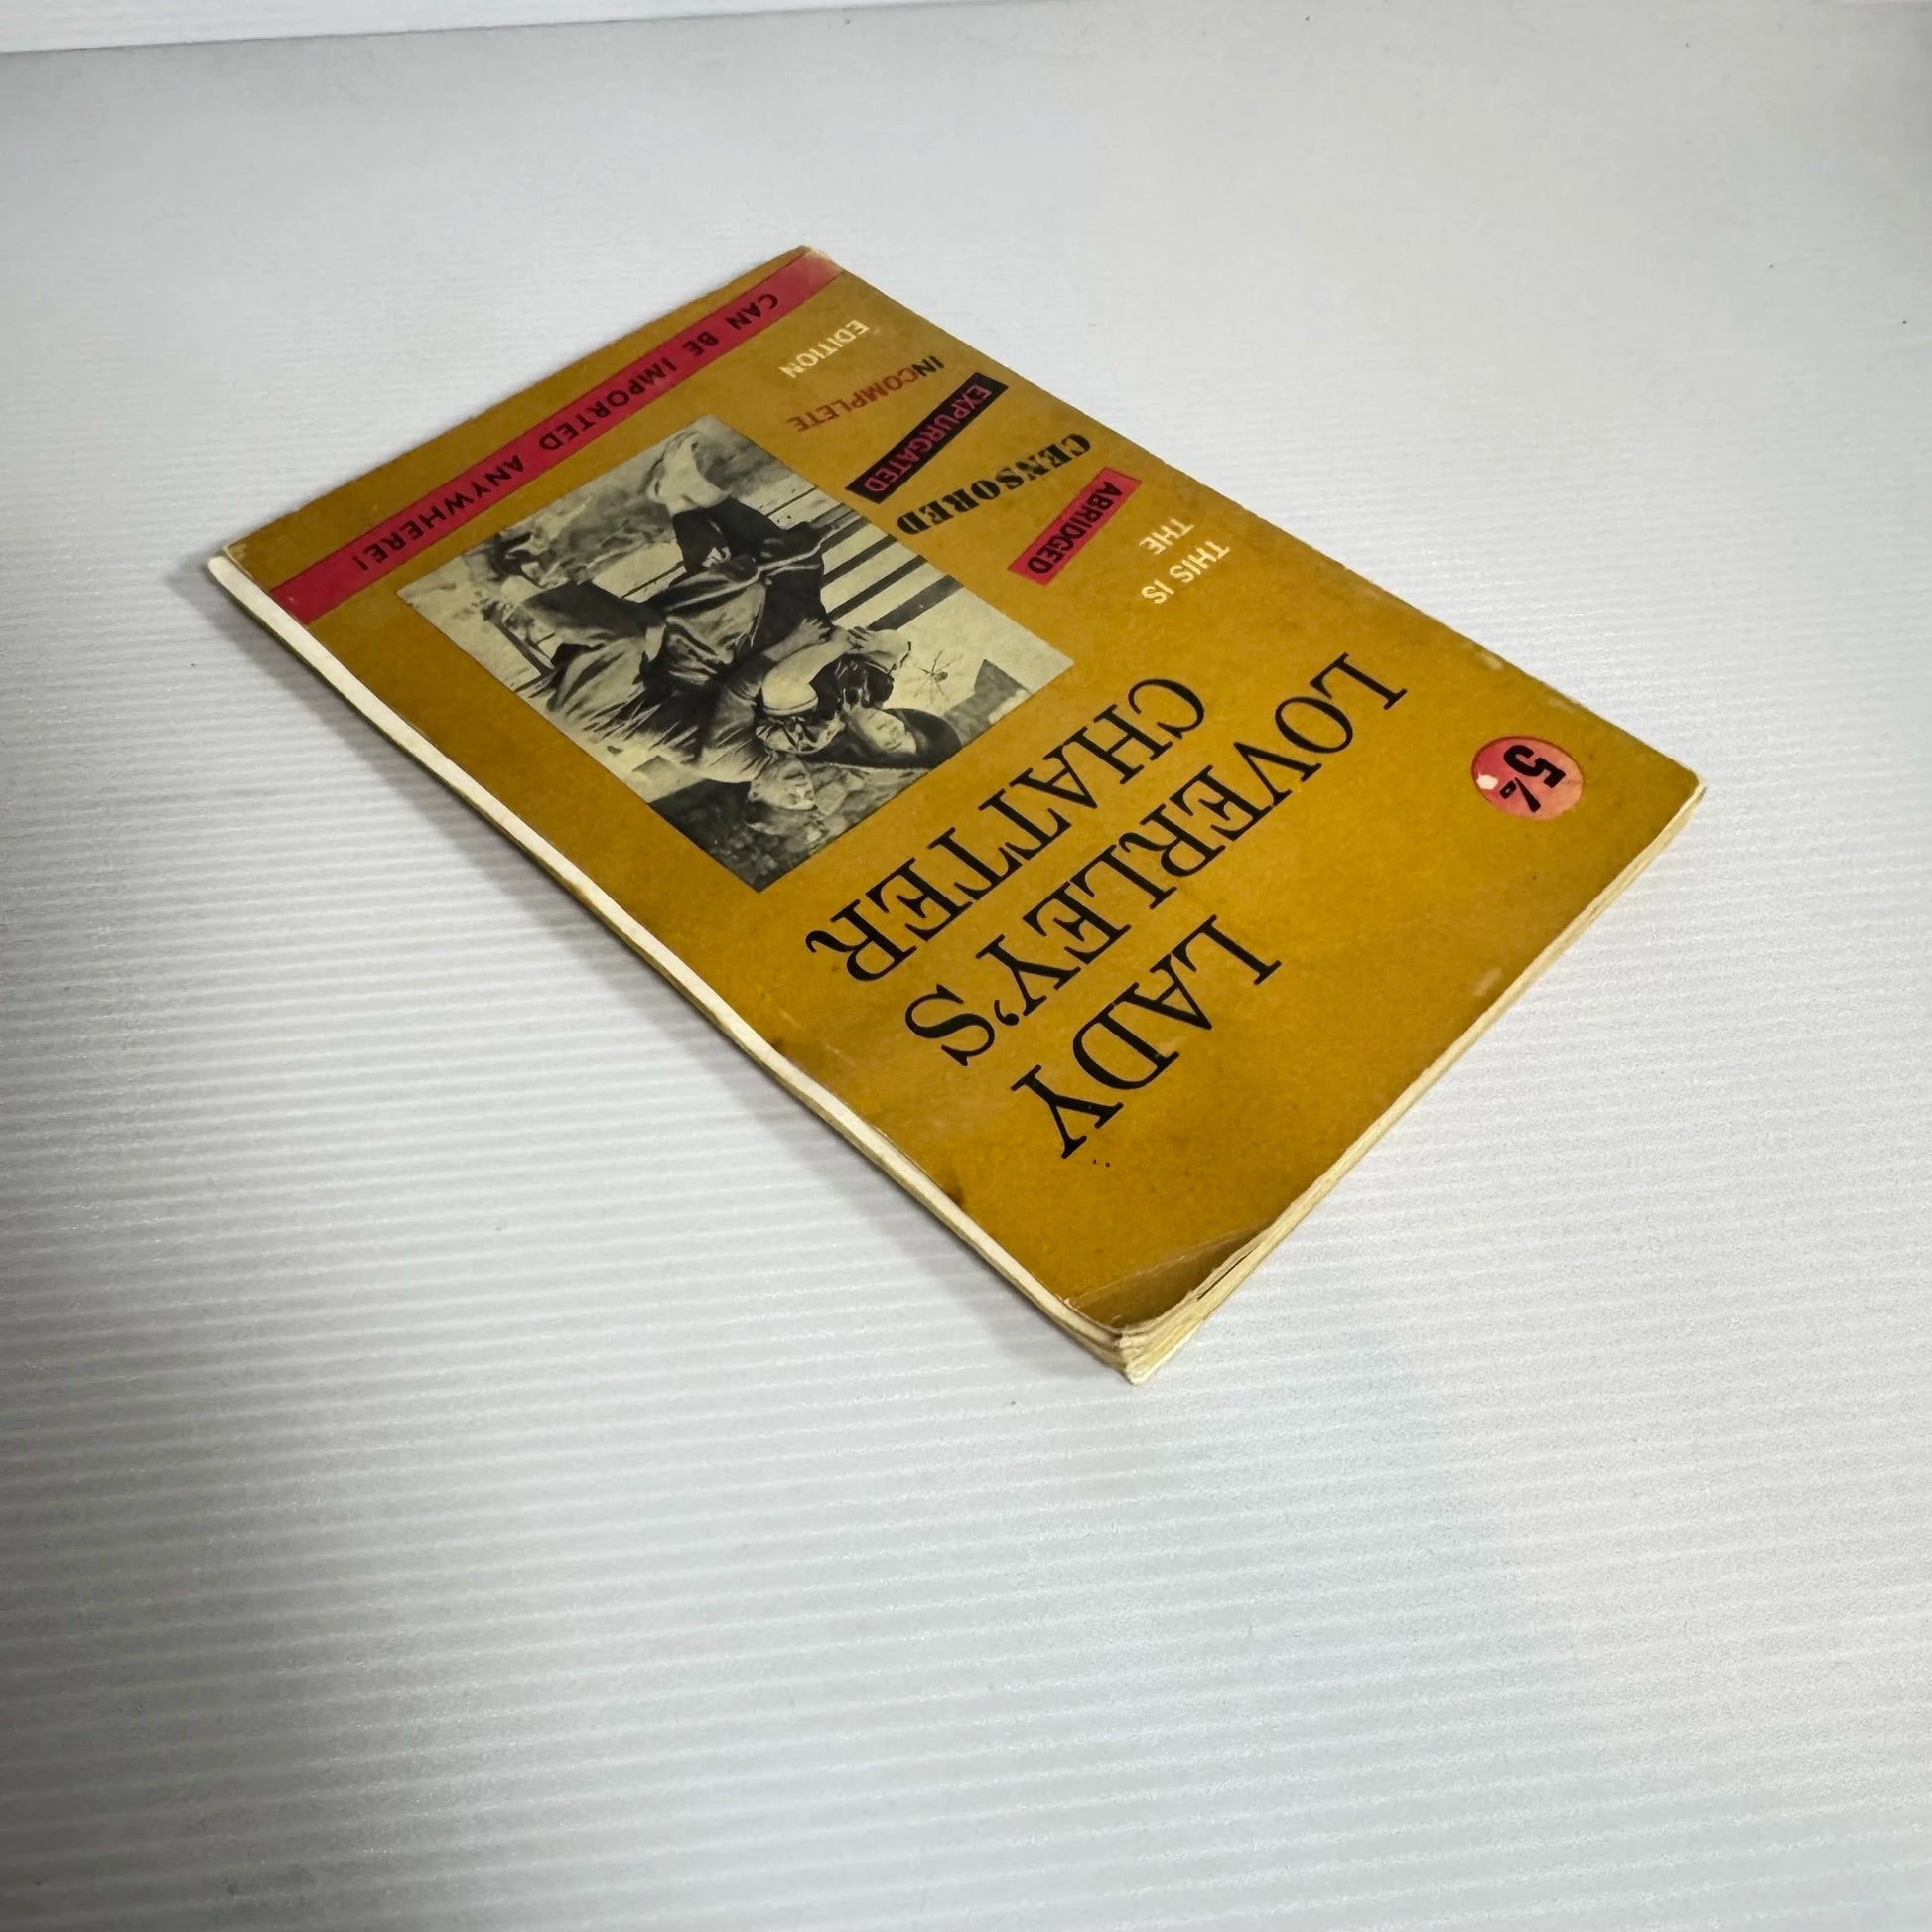 5/-
LADY
LOVERLEY'S
CHATTER
THIS IS
THE
ABRIDGED
CENSORED
EXPURGATED
INCOMPLETE
EDITION
CAN BE IMPORTED ANYWHERE!